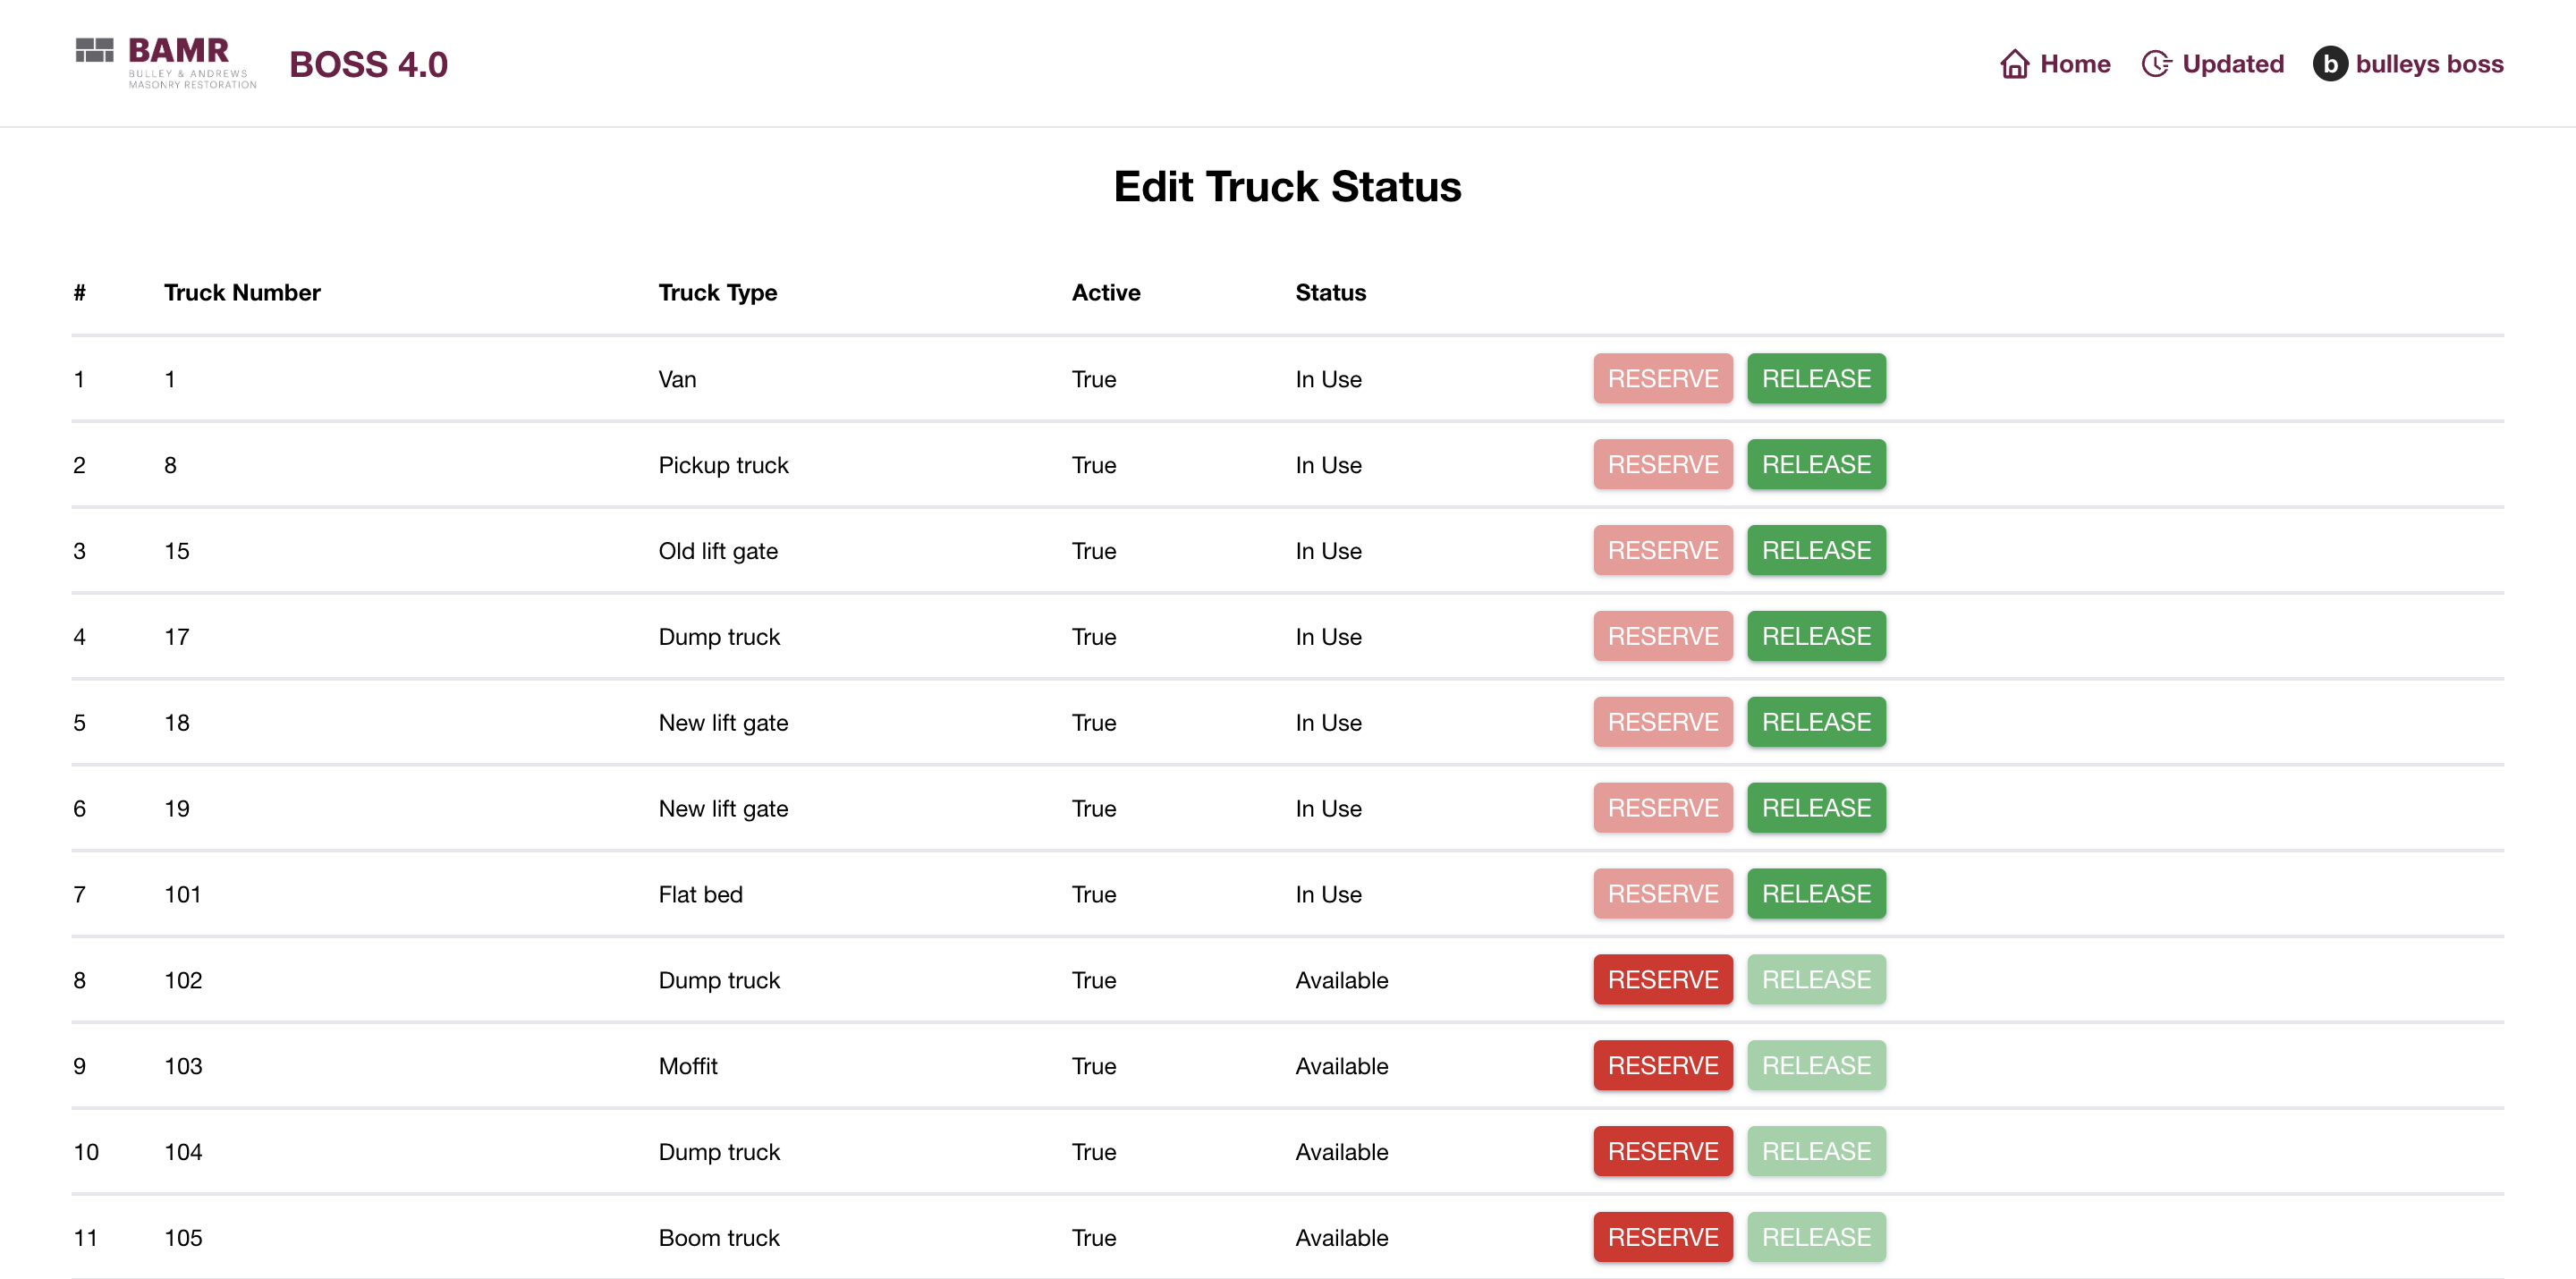 BAMR
BULLEY & ANDREWS
MASONRY RESTORATION
BOSS 4.0
Home
Updated
b bulleys boss
Edit Truck Status
# Truck Number Truck Type Active Status
1 1 Van True In Use RESERVE RELEASE
2 8 Pickup truck True In Use RESERVE RELEASE
3 15 Old lift gate True In Use RESERVE RELEASE
4 17 Dump truck True In Use RESERVE RELEASE
5 18 New lift gate True In Use RESERVE RELEASE
6 19 New lift gate True In Use RESERVE RELEASE
7 101 Flat bed True In Use RESERVE RELEASE
8 102 Dump truck True Available RESERVE RELEASE
9 103 Moffit True Available RESERVE RELEASE
10 104 Dump truck True Available RESERVE RELEASE
11 105 Boom truck True Available RESERVE RELEASE